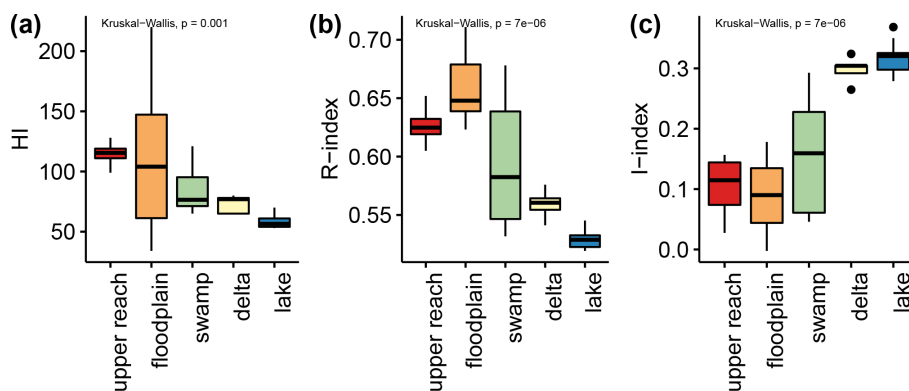 (a)
Kruskal−Wallis, p = 0.001
HI
200
150
100
50
upper reach
floodplain
swamp
delta
lake
(b)
Kruskal−Wallis, p = 7e−06
R−index
0.70
0.65
0.60
0.55
upper reach
floodplain
swamp
delta
lake
(c)
Kruskal−Wallis, p = 7e−06
I−index
0.3
0.2
0.1
0.0
upper reach
floodplain
swamp
delta
lake